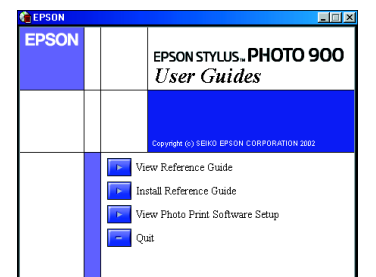 EPSON
EPSON
EPSON STYLUS™ PHOTO 900
User Guides
Copyright (c) SEIKO EPSON CORPORATION 2002
View Reference Guide
Install Reference Guide
View Photo Print Software Setup
Quit